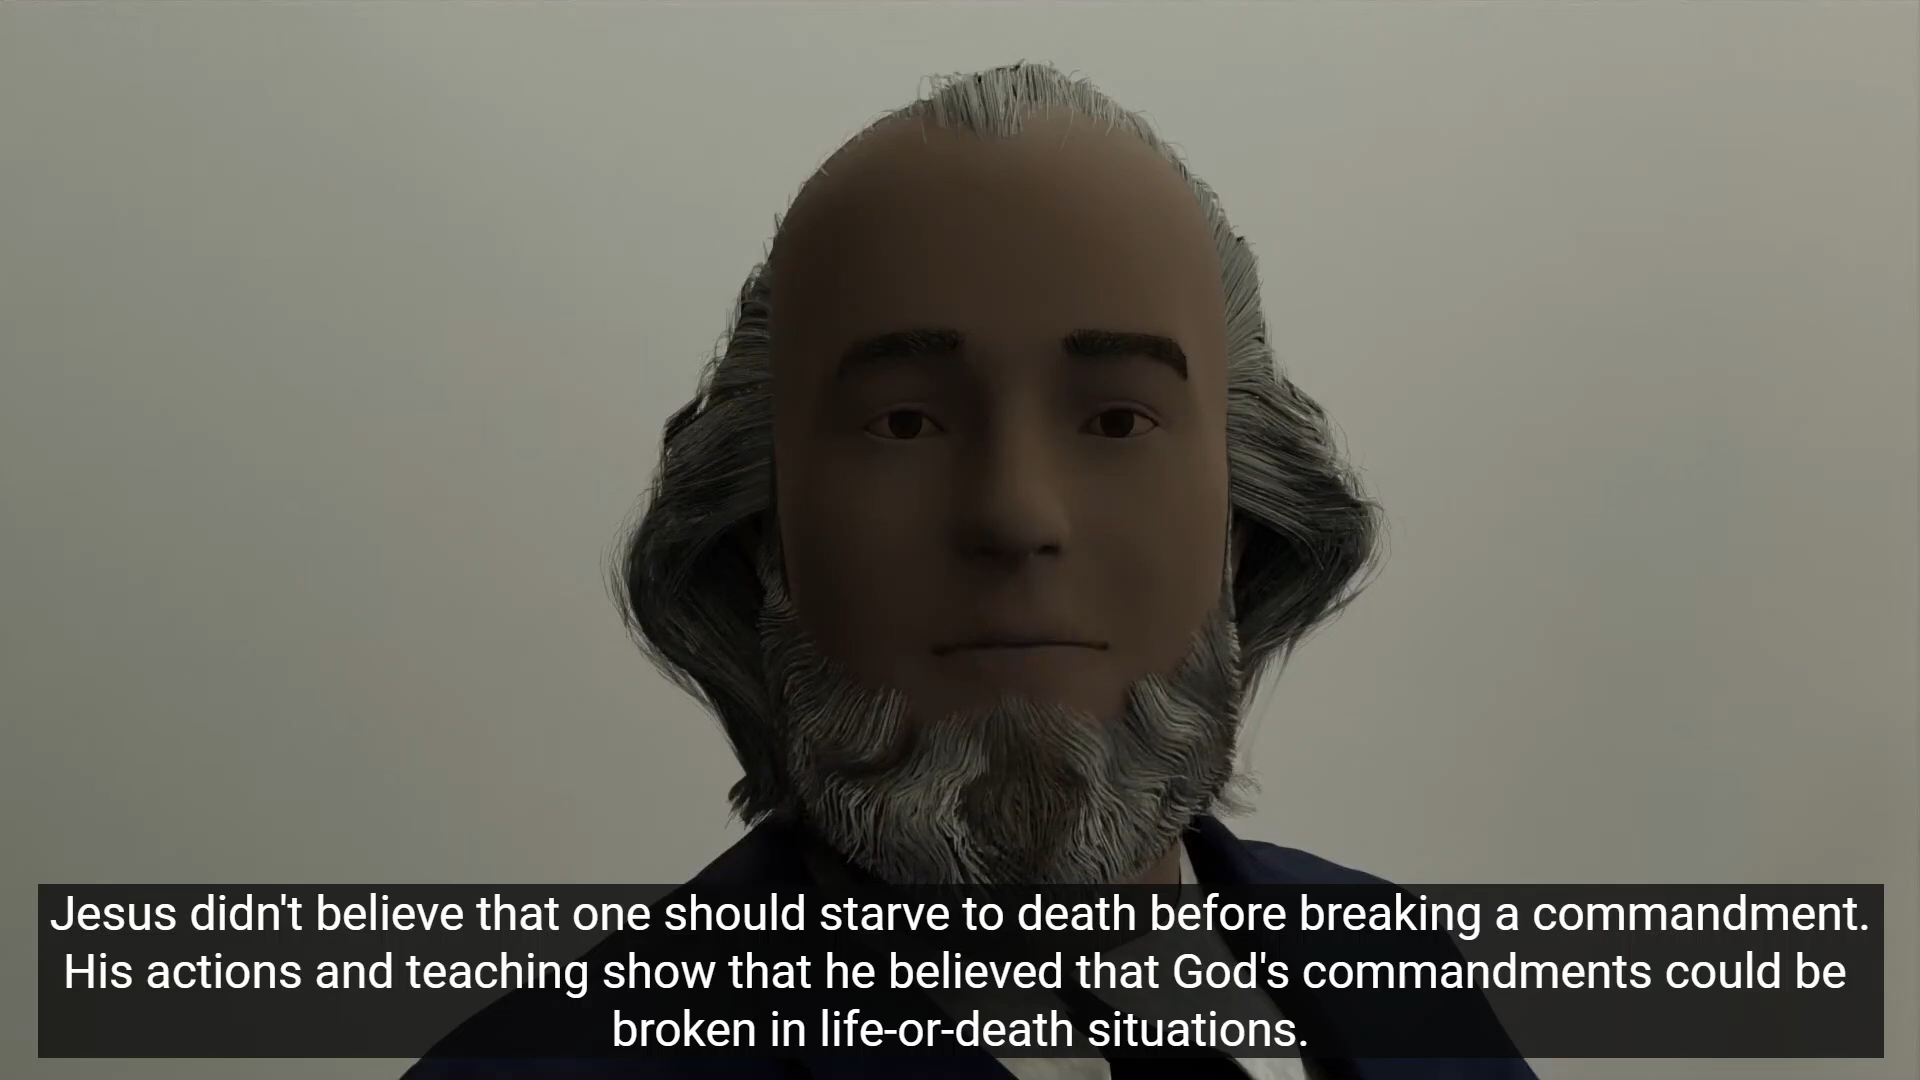 Jesus didn't believe that one should starve to death before breaking a commandment.
His actions and teaching show that he believed that God's commandments could be
broken in life-or-death situations.